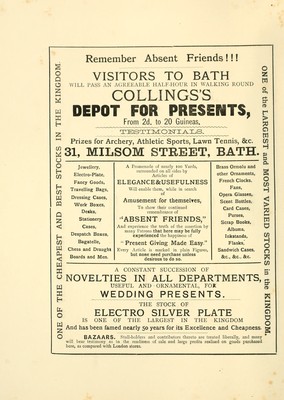 Remember Absent Friends!!!
VISITORS TO BATH
WILL PASS AN AGREEABLE HALF-HOUR IN WALKING ROUND
COLLINGS'S
DEPOT FOR PRESENTS,
From 2d. to 20 Guineas,
TESTIMONIALS.
Prizes for Archery, Athletic Sports, Lawn Tennis, &c.
31, MILSOM STREET, BATH.
ONE OF THE CHEAPEST AND BEST STOCKS IN THE KINGDOM.
Jewellery,
Electro-Plate,
Fancy Goods,
Travelling Bags,
Dressing Cases,
Work Boxes,
Desks,
Stationery
Cases,
Despatch Boxes,
Bagatelle,
Chess and Draught
Boards and Men.
A Promenade of nearly 100 Yards,
surrounded on all sides by
Articles of
ELEGANCE & USEFULNESS
Will enable them, while in search
of
Amusement for themselves,
To show their continued
remembrance of
"ABSENT FRIENDS,"
And experience the truth of the assertion by
many Visitors that here may be fully
experienced the happiness of
"Present Giving Made Easy."
Every Article is marked in plain Figures,
but none need purchase unless
desirous to do so.
Brass Ormolu and
other Ornaments,
French Clocks.
Fans,
Opera Glasses,
Scent Bottles,
Card Cases,
Purses,
Scrap Books,
Albums,
Inkstands,
Flasks,
Sandwich Cases,
&c., &c., &c.
ONE of the LARGEST and MOST VARIED STOCKS in the KINGDOM.
A CONSTANT SUCCESSION OF
NOVELTIES IN ALL DEPARTMENTS,
USEFUL AND ORNAMENTAL, FOR
WEDDING PRESENTS.
THE STOCK OF
ELECTRO SILVER PLATE
IS ONE OF THE LARGEST IN THE KINGDOM
And has been famed nearly 50 years for its Excellence and Cheapness.
BAZAARS. Stall-holders and contributors thereto are treated liberally, and many
will bear testimony as to the readiness of sale and large profits realised on goods purchased
here, as compared with London stores.